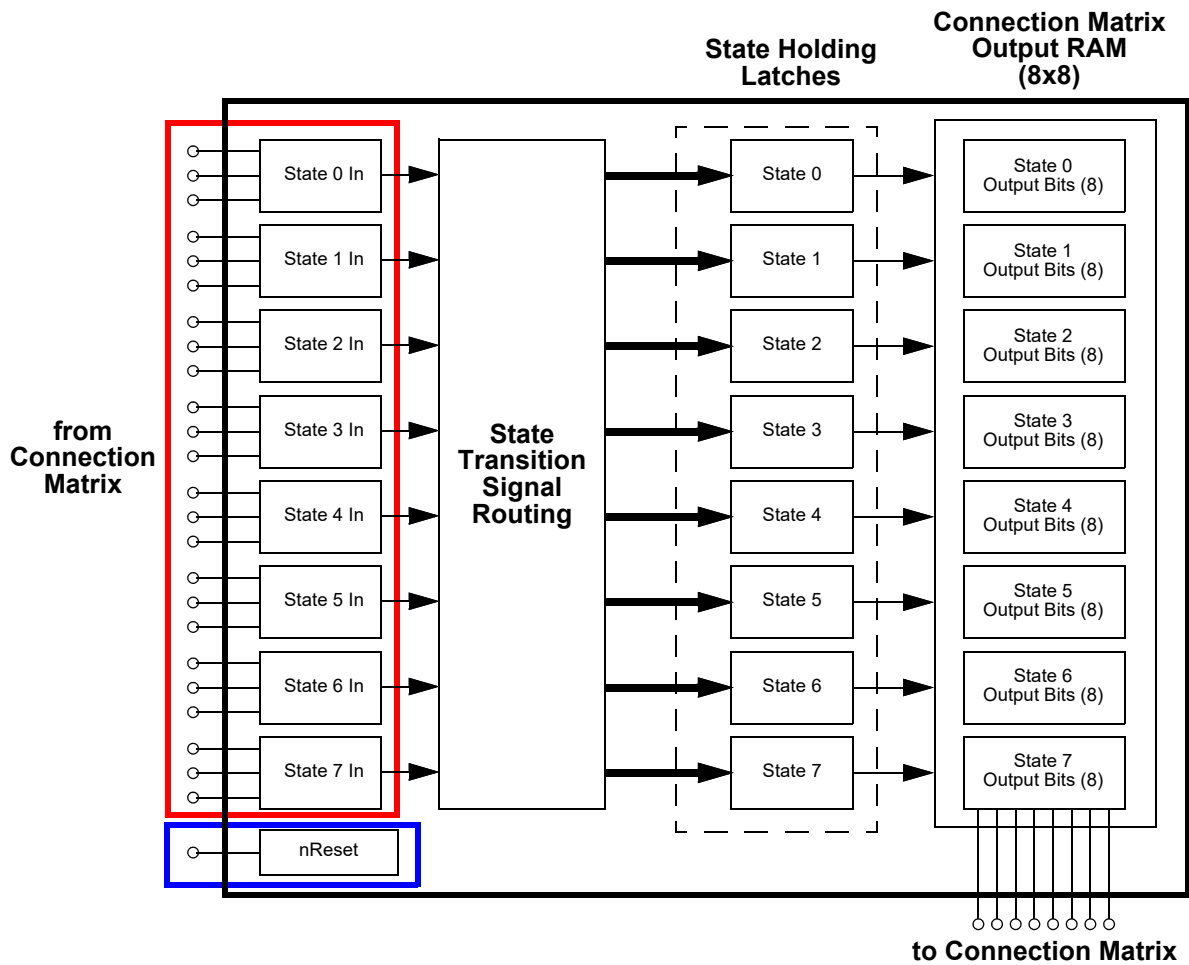 Connection Matrix
Output RAM
(8x8)
State Holding
Latches
from
Connection
Matrix
State 0 In
State 1 In
State 2 In
State 3 In
State 4 In
State 5 In
State 6 In
State 7 In
nReset
State
Transition
Signal
Routing
State 0
State 1
State 2
State 3
State 4
State 5
State 6
State 7
State 0
Output Bits (8)
State 1
Output Bits (8)
State 2
Output Bits (8)
State 3
Output Bits (8)
State 4
Output Bits (8)
State 5
Output Bits (8)
State 6
Output Bits (8)
State 7
Output Bits (8)
to Connection Matrix